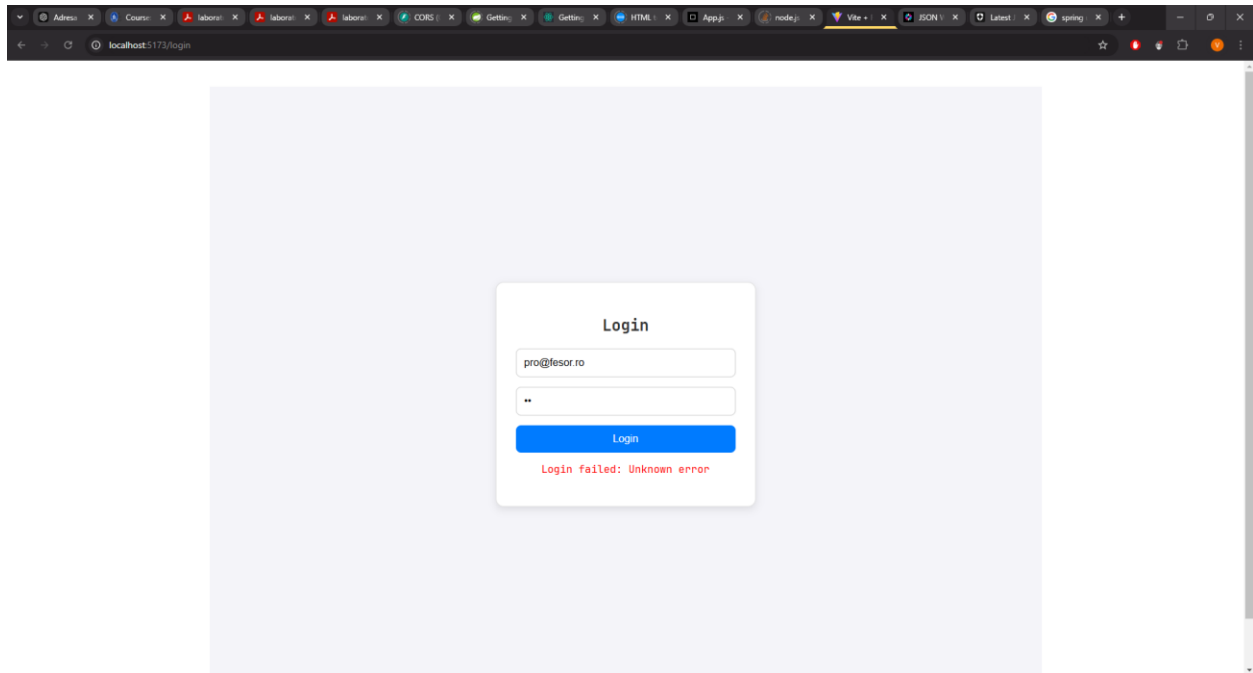 Adrese
Course:
laborat
laborat
laborat
CORS (
Getting
Getting
HTML t
App.js
node.js
Vite + I
JSON V
Latest J
spring
localhost:5173/login
Login
pro@fesor.ro
••
Login
Login failed: Unknown error